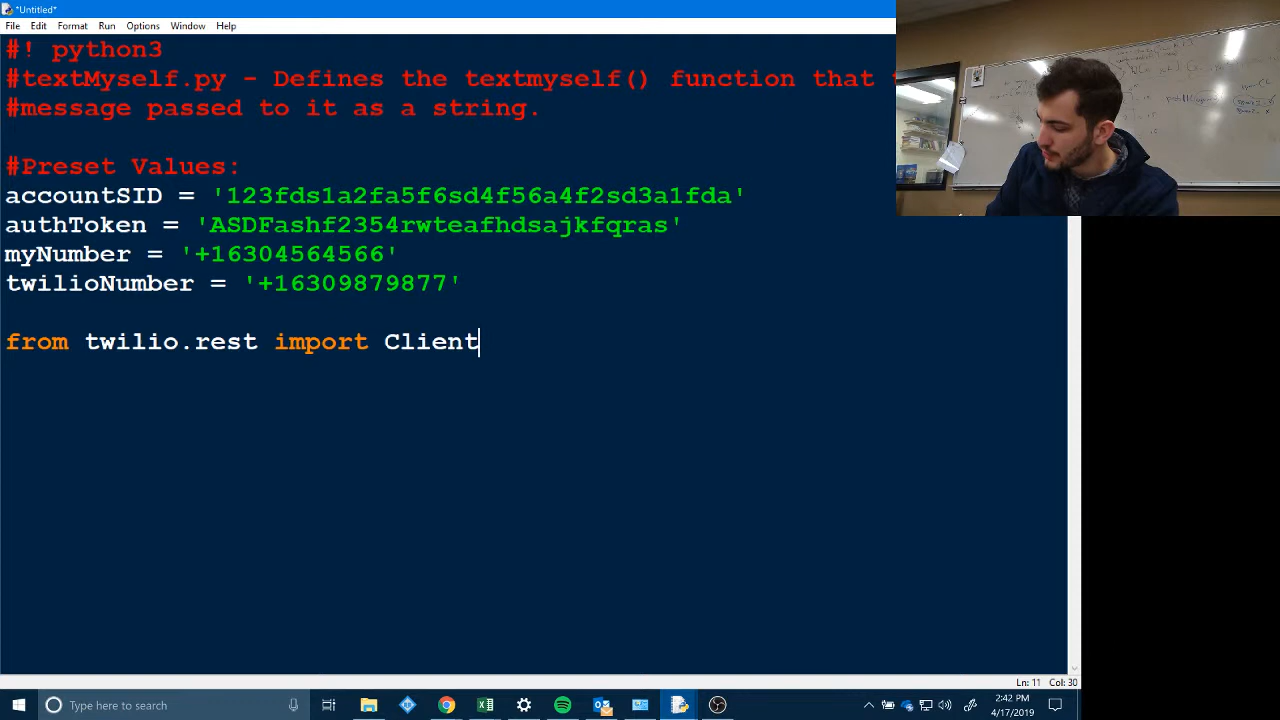 *Untitled*
File Edit Format Run Options Window Help
#! python3
#textMyself.py - Defines the textmyself() function that
#message passed to it as a string.
#Preset Values:
accountSID = '123fds1a2fa5f6sd4f56a4f2sd3a1fda'
authToken = 'ASDFashf2354rwteafhdsajkfqras'
myNumber = '+16304564566'
twilioNumber = '+16309879877'
from twilio.rest import Client
Ln: 11 Col: 30
Type here to search
2:42 PM
4/17/2019